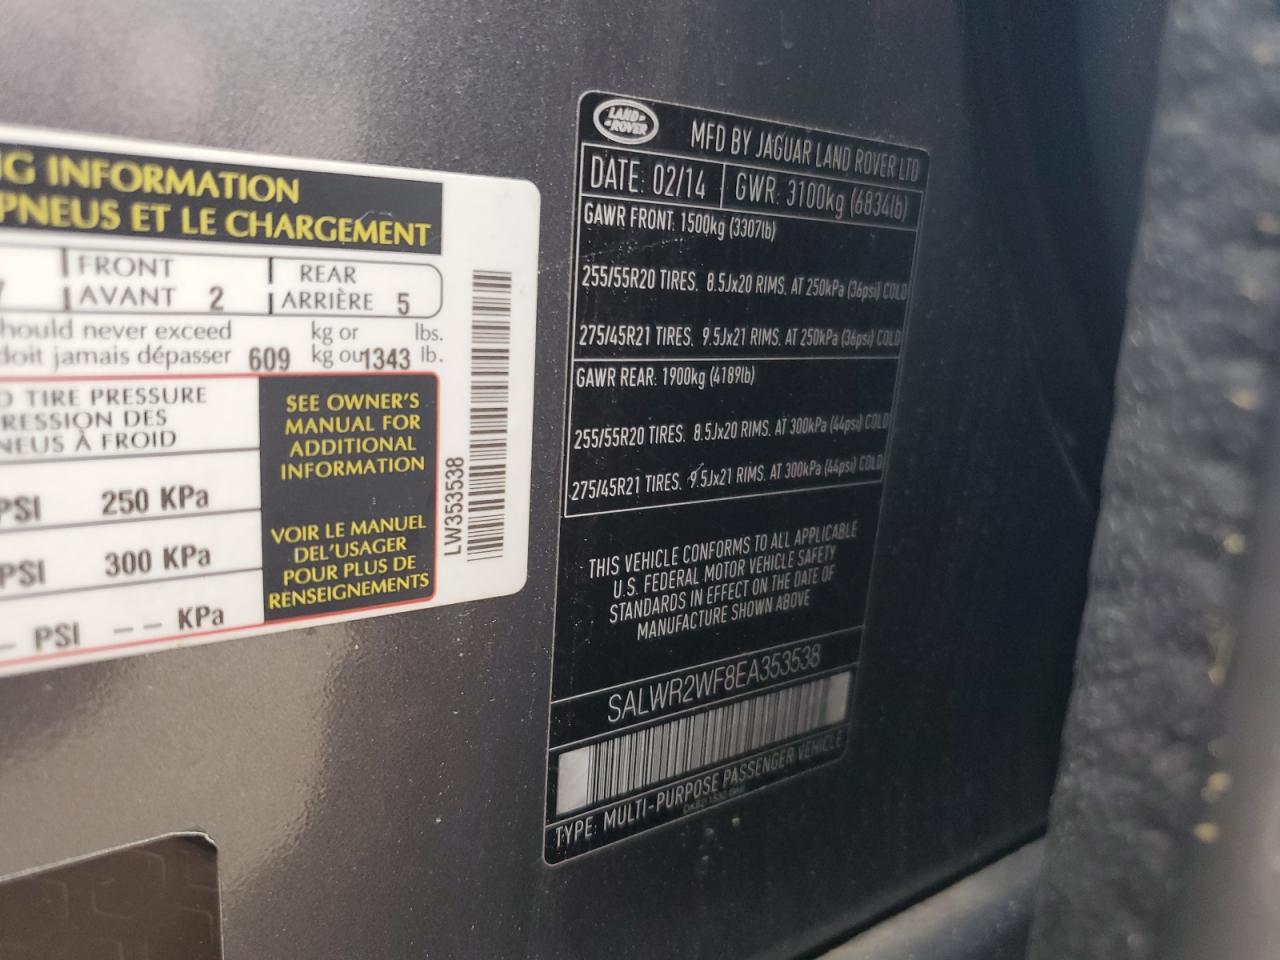 NG INFORMATION
PNEUS ET LE CHARGEMENT
7 FRONT REAR
AVANT 2 ARRIÈRE 5
should never exceed kg or lbs.
doit jamais dépasser 609 kg ou 1343 lb.
TIRE PRESSURE
PRESSION DES
PNEUS À FROID
SEE OWNER'S
MANUAL FOR
ADDITIONAL
INFORMATION
PSI 250 KPa
PSI 300 KPa
– PSI – – KPa
VOIR LE MANUEL
DEL'USAGER
POUR PLUS DE
RENSEIGNEMENTS
LW353538
LAND
ROVER
MFD BY JAGUAR LAND ROVER LTD
DATE: 02/14 GWR: 3100kg (6834lb)
GAWR FRONT: 1500kg (3307lb)
255/55R20 TIRES. 8.5Jx20 RIMS. AT 250kPa (36psi) COLD
275/45R21 TIRES. 9.5Jx21 RIMS. AT 250kPa (36psi) COLD
GAWR REAR: 1900kg (4189lb)
255/55R20 TIRES. 8.5Jx20 RIMS. AT 300kPa (44psi) COLD
275/45R21 TIRES. 9.5Jx21 RIMS. AT 300kPa (44psi) COLD
THIS VEHICLE CONFORMS TO ALL APPLICABLE
U.S. FEDERAL MOTOR VEHICLE SAFETY
STANDARDS IN EFFECT ON THE DATE OF
MANUFACTURE SHOWN ABOVE
SALWR2WF8EA353538
TYPE: MULTI-PURPOSE PASSENGER VEHICLE